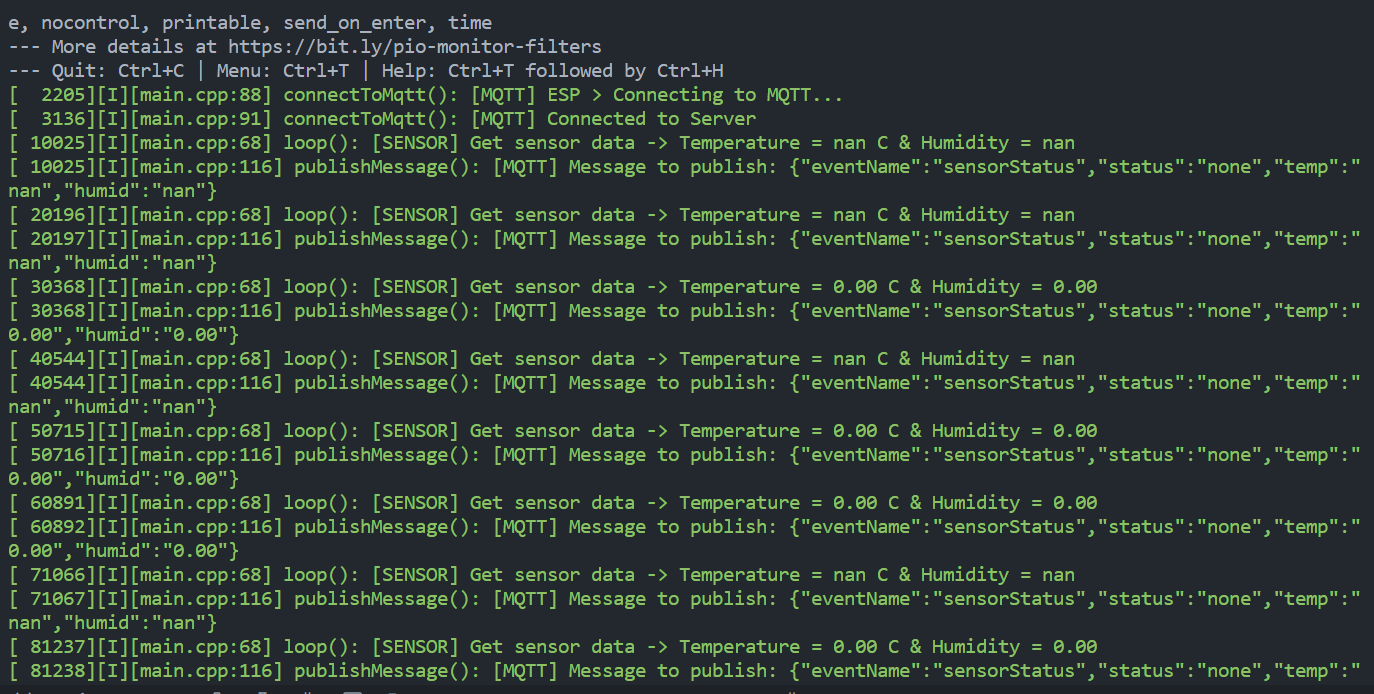 e, nocontrol, printable, send_on_enter, time
--- More details at https://bit.ly/pio-monitor-filters
--- Quit: Ctrl+C | Menu: Ctrl+T | Help: Ctrl+T followed by Ctrl+H
[  2205][I][main.cpp:88] connectToMqtt(): [MQTT] ESP > Connecting to MQTT...
[  3136][I][main.cpp:91] connectToMqtt(): [MQTT] Connected to Server
[ 10025][I][main.cpp:68] loop(): [SENSOR] Get sensor data -> Temperature = nan C & Humidity = nan
[ 10025][I][main.cpp:116] publishMessage(): [MQTT] Message to publish: {"eventName":"sensorStatus","status":"none","temp":"
nan","humid":"nan"}
[ 20196][I][main.cpp:68] loop(): [SENSOR] Get sensor data -> Temperature = nan C & Humidity = nan
[ 20197][I][main.cpp:116] publishMessage(): [MQTT] Message to publish: {"eventName":"sensorStatus","status":"none","temp":"
nan","humid":"nan"}
[ 30368][I][main.cpp:68] loop(): [SENSOR] Get sensor data -> Temperature = 0.00 C & Humidity = 0.00
[ 30368][I][main.cpp:116] publishMessage(): [MQTT] Message to publish: {"eventName":"sensorStatus","status":"none","temp":"
0.00","humid":"0.00"}
[ 40544][I][main.cpp:68] loop(): [SENSOR] Get sensor data -> Temperature = nan C & Humidity = nan
[ 40544][I][main.cpp:116] publishMessage(): [MQTT] Message to publish: {"eventName":"sensorStatus","status":"none","temp":"
nan","humid":"nan"}
[ 50715][I][main.cpp:68] loop(): [SENSOR] Get sensor data -> Temperature = 0.00 C & Humidity = 0.00
[ 50716][I][main.cpp:116] publishMessage(): [MQTT] Message to publish: {"eventName":"sensorStatus","status":"none","temp":"
0.00","humid":"0.00"}
[ 60891][I][main.cpp:68] loop(): [SENSOR] Get sensor data -> Temperature = 0.00 C & Humidity = 0.00
[ 60892][I][main.cpp:116] publishMessage(): [MQTT] Message to publish: {"eventName":"sensorStatus","status":"none","temp":"
0.00","humid":"0.00"}
[ 71066][I][main.cpp:68] loop(): [SENSOR] Get sensor data -> Temperature = nan C & Humidity = nan
[ 71067][I][main.cpp:116] publishMessage(): [MQTT] Message to publish: {"eventName":"sensorStatus","status":"none","temp":"
nan","humid":"nan"}
[ 81237][I][main.cpp:68] loop(): [SENSOR] Get sensor data -> Temperature = 0.00 C & Humidity = 0.00
[ 81238][I][main.cpp:116] publishMessage(): [MQTT] Message to publish: {"eventName":"sensorStatus","status":"none","temp":"